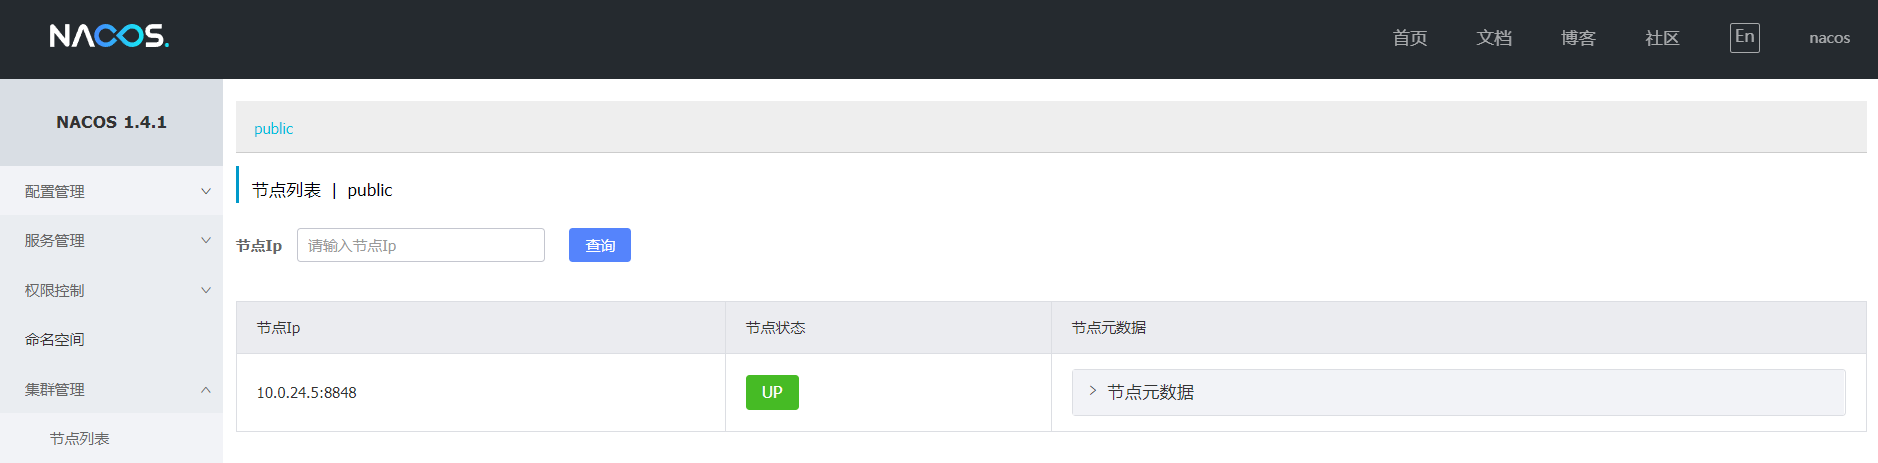 NACOS. 首页 文档 博客 社区 En nacos
NACOS 1.4.1
配置管理
服务管理
权限控制
命名空间
集群管理
节点列表
public
节点列表 | public
节点Ip 请输入节点Ip 查询
节点Ip 节点状态 节点元数据
10.0.24.5:8848 UP 节点元数据